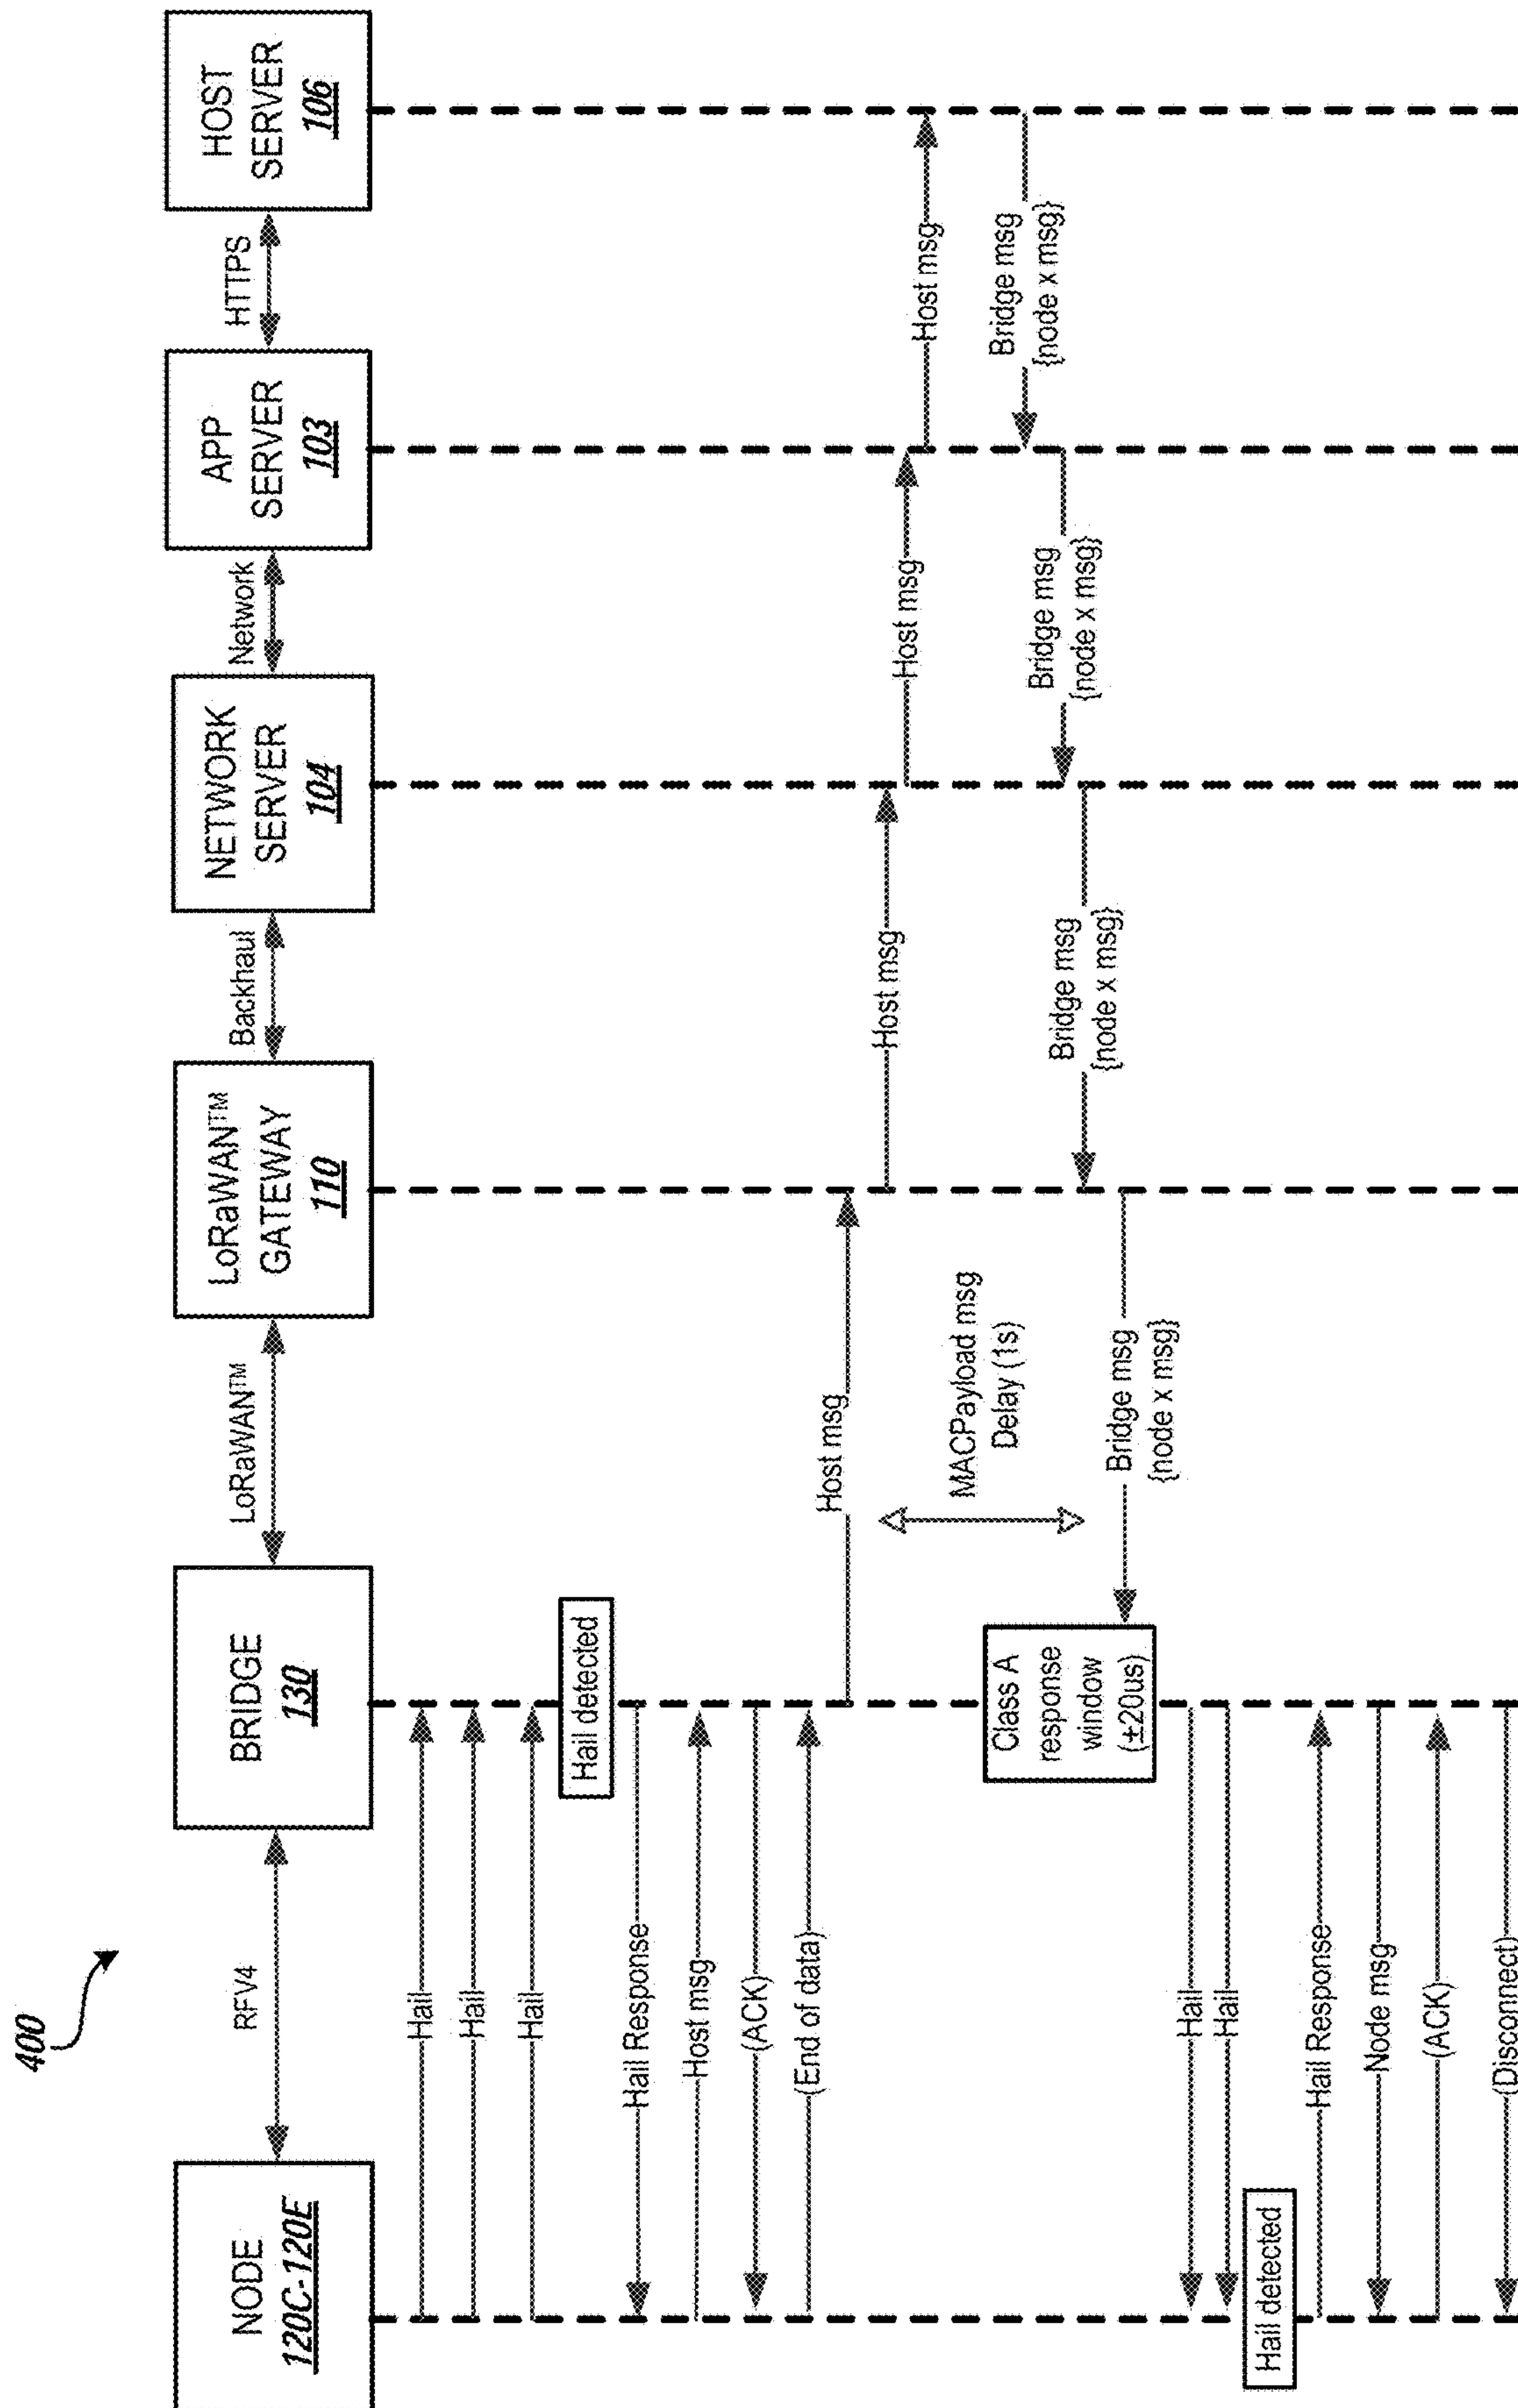 400
NODE
120C-120E
RFV4
BRIDGE
130
LoRaWAN™
LoRaWAN™
GATEWAY
110
Backhaul
NETWORK
SERVER
104
Network
APP
SERVER
103
HTTPS
HOST
SERVER
106
Hail
Hail
Hail
Hail detected
Hail Response
Host msg
(ACK)
(End of data)
Host msg
Host msg
Host msg
Host msg
MACPayload msg
Delay (1s)
Bridge msg
{node x msg}
Bridge msg
{node x msg}
Bridge msg
{node x msg}
Bridge msg
{node x msg}
Class A
response
window
(±20us)
Hail
Hail
Hail detected
Hail Response
Node msg
(ACK)
(Disconnect)